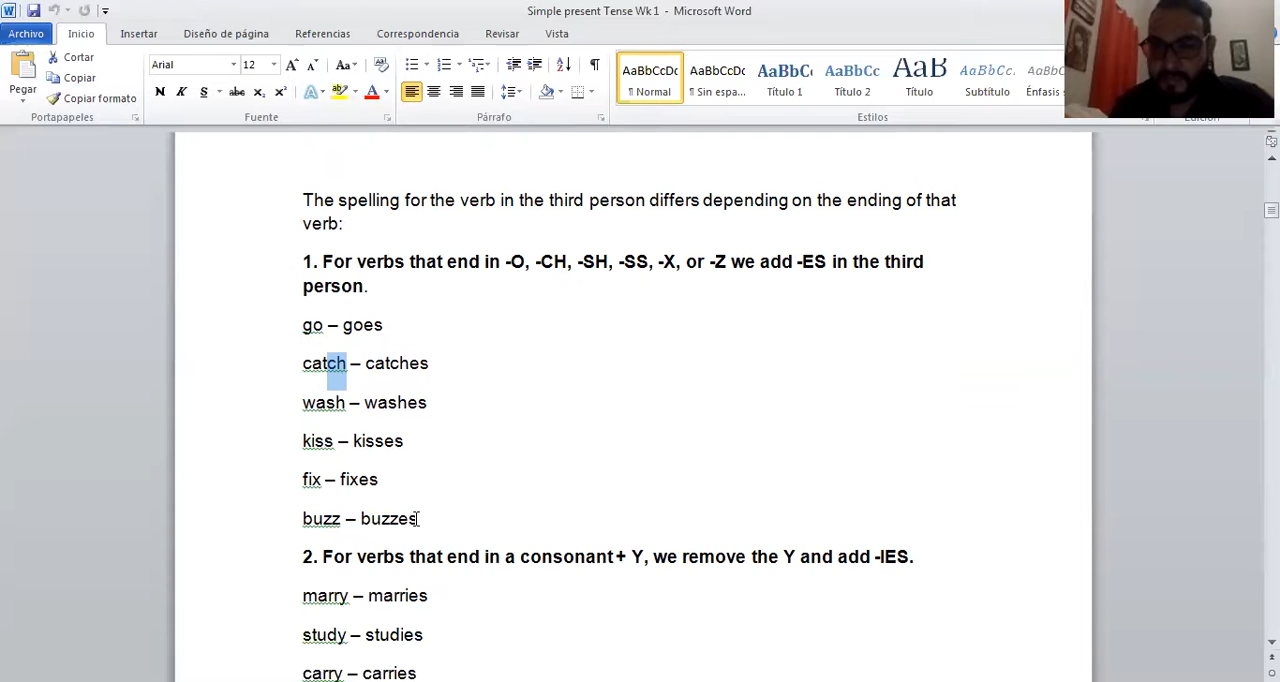 Simple present Tense Wk1 - Microsoft Word
Archivo Inicio Insertar Diseño de página Referencias Correspondencia Revisar Vista
Cortar
Copiar
Copiar formato
Pegar
Portapapeles
Arial 12
Fuente
Párrafo
AaBbCcDc AaBbCcDc AaBbC AaBbCc AaB AaBbCc. AaBbC
¶ Normal ¶ Sin espa... Título 1 Título 2 Título Subtítulo Énfasis
Estilos
The spelling for the verb in the third person differs depending on the ending of that
verb:
1. For verbs that end in -O, -CH, -SH, -SS, -X, or -Z we add -ES in the third
person.
go – goes
catch – catches
wash – washes
kiss – kisses
fix – fixes
buzz – buzzes
2. For verbs that end in a consonant + Y, we remove the Y and add -IES.
marry – marries
study – studies
carry – carries